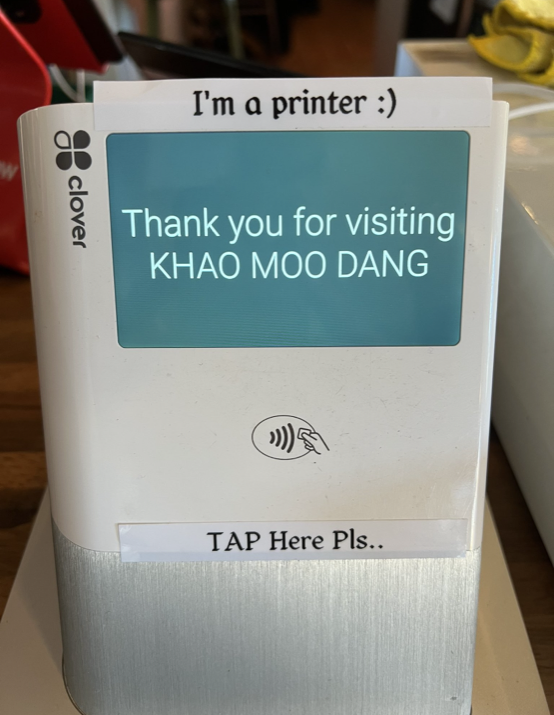 I'm a printer :)
clover
Thank you for visiting
KHAO MOO DANG
TAP Here Pls..